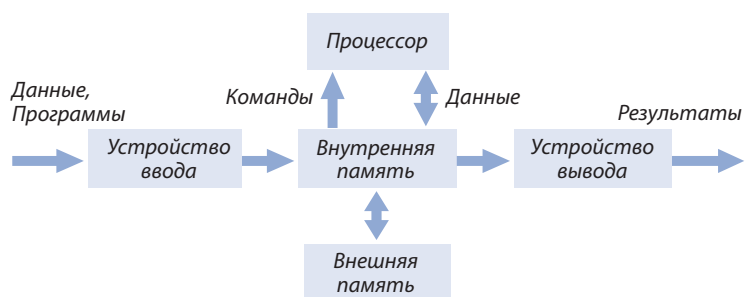 Процессор
Данные,
Программы
Команды
Данные
Результаты
Устройство
ввода
Внутренняя
память
Устройство
вывода
Внешняя
память